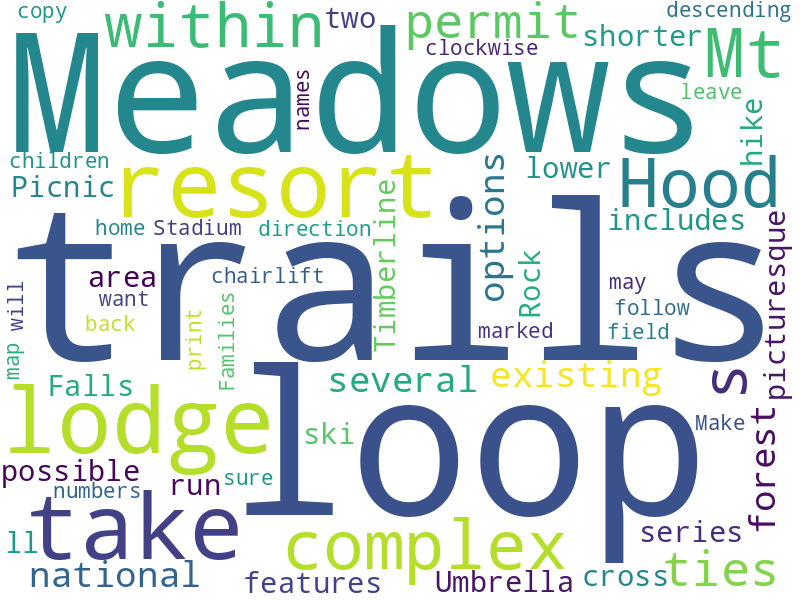 copy
within
two
permit
descending
clockwise
shorter
Mt
Meadows
names
leave
children
Picnic
resort
options
lower
Hood
hike
trails
home
Stadium
direction
Timberline
includes
picturesque
area
chairlift
Rock
may
will
want
follow
back
print
Families
marked
field
map
Falls
several
existing
s
lodge
loop
ski
Make
forest
possible
numbers
run
sure
take
complex
series
ll
national
features
Umbrella
cross
ties